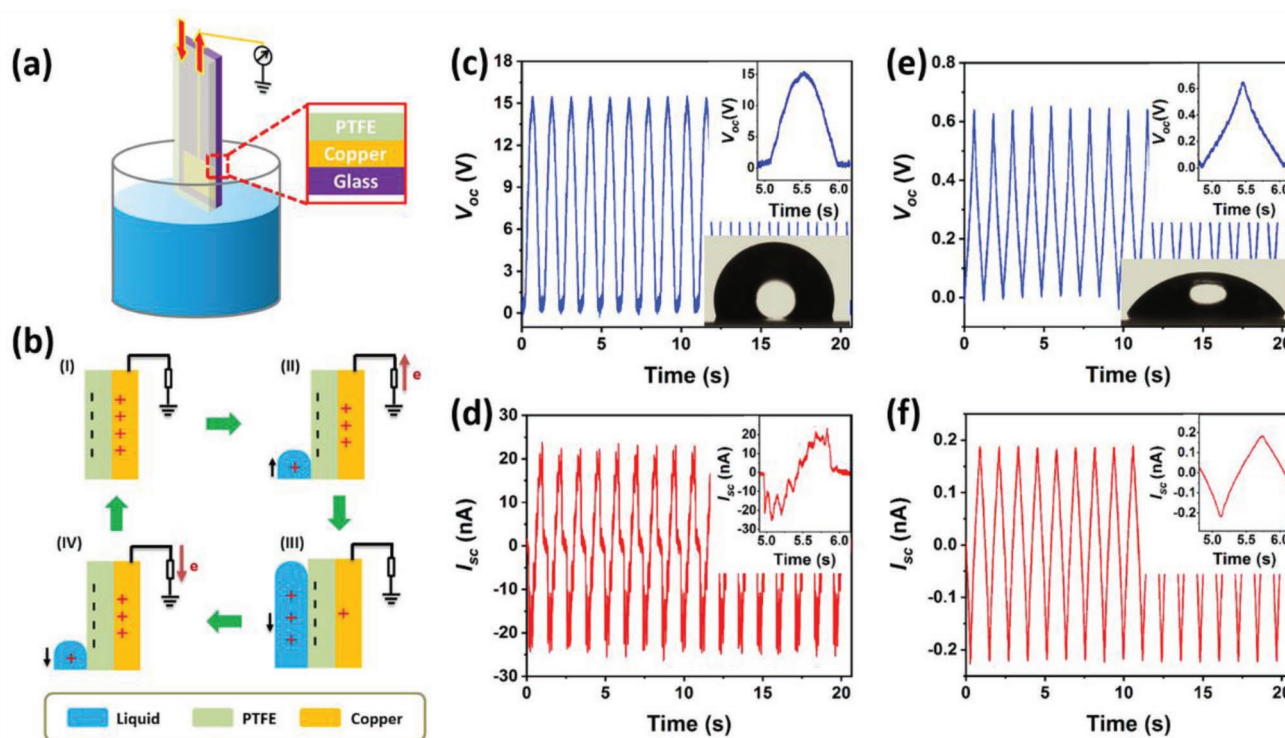 (a)
PTFE
Copper
Glass
(b)
(I)
(II)
e
(IV)
e
(III)
Liquid
PTFE
Copper
(c)
18
15
12
9
6
3
0
Voc (V)
0
5
10
15
20
Time (s)
15
10
5
0
Voc(V)
5.0
5.5
6.0
Time (s)
(d)
30
20
10
0
-10
-20
-30
Isc (nA)
0
5
10
15
20
Time (s)
20
10
0
-10
-20
-30
Isc (nA)
5.0
5.5
6.0
Time (s)
(e)
0.8
0.6
0.4
0.2
0.0
Voc (V)
0
5
10
15
20
Time (s)
0.6
0.4
0.2
0.0
Voc(V)
5.0
5.5
6.0
Time (s)
(f)
0.2
0.1
0.0
-0.1
-0.2
Isc (nA)
0
5
10
15
20
Time (s)
0.2
0.0
-0.2
Isc (nA)
5.0
5.5
6.0
Time (s)